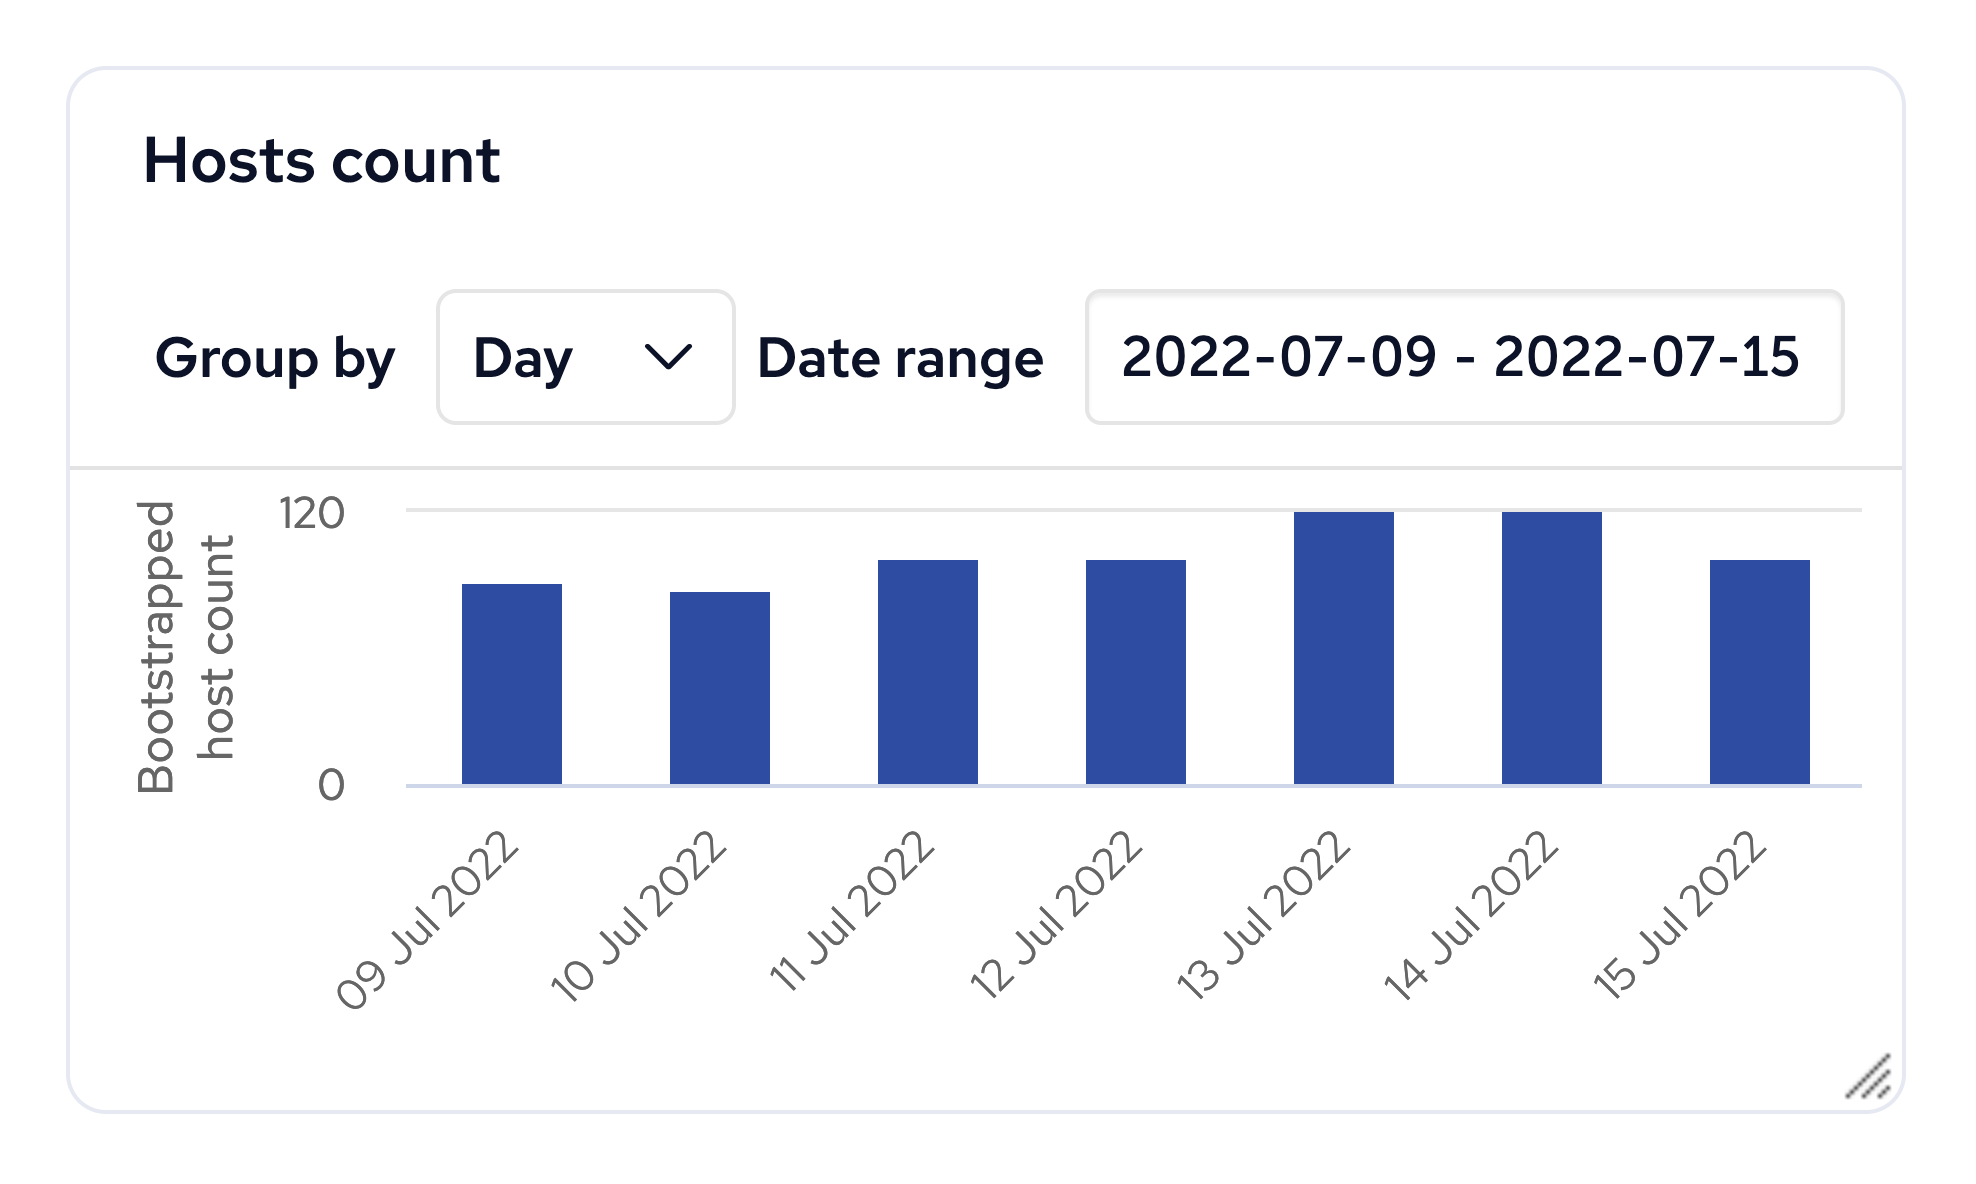 Hosts count
Group by Day Date range 2022-07-09 - 2022-07-15
Bootstrapped
host count
120
0
09 Jul 2022
10 Jul 2022
11 Jul 2022
12 Jul 2022
13 Jul 2022
14 Jul 2022
15 Jul 2022